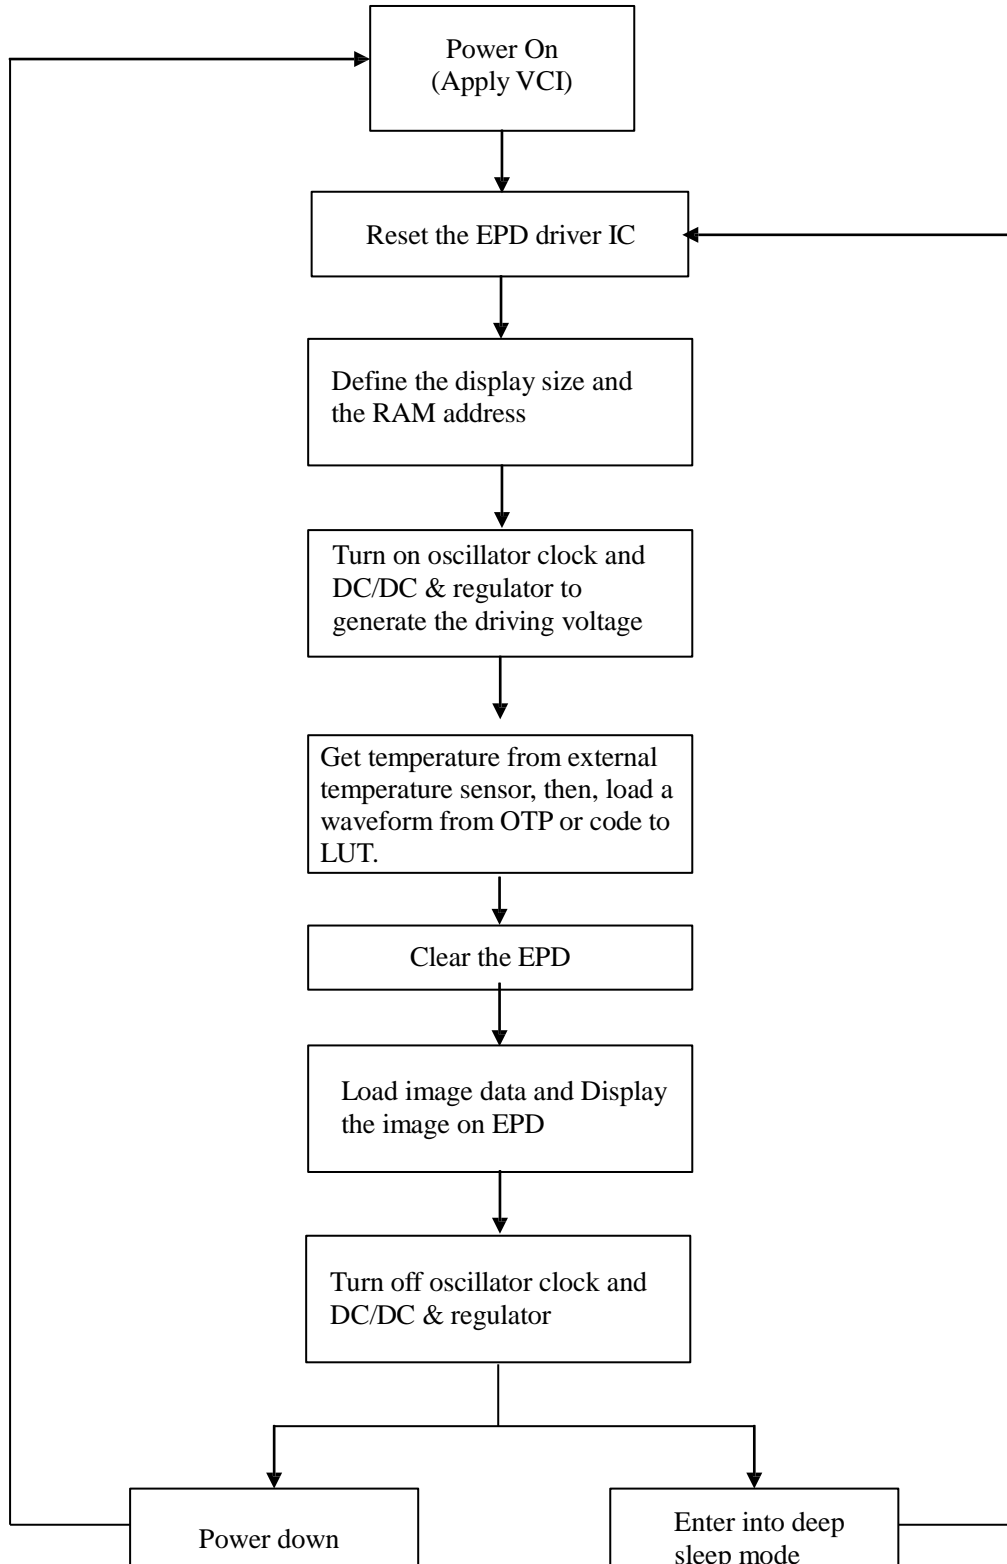 Power On
(Apply VCI)
Reset the EPD driver IC
Define the display size and
the RAM address
Turn on oscillator clock and
DC/DC & regulator to
generate the driving voltage
Get temperature from external
temperature sensor, then, load a
waveform from OTP or code to
LUT.
Clear the EPD
Load image data and Display
the image on EPD
Turn off oscillator clock and
DC/DC & regulator
Power down
Enter into deep
sleep mode